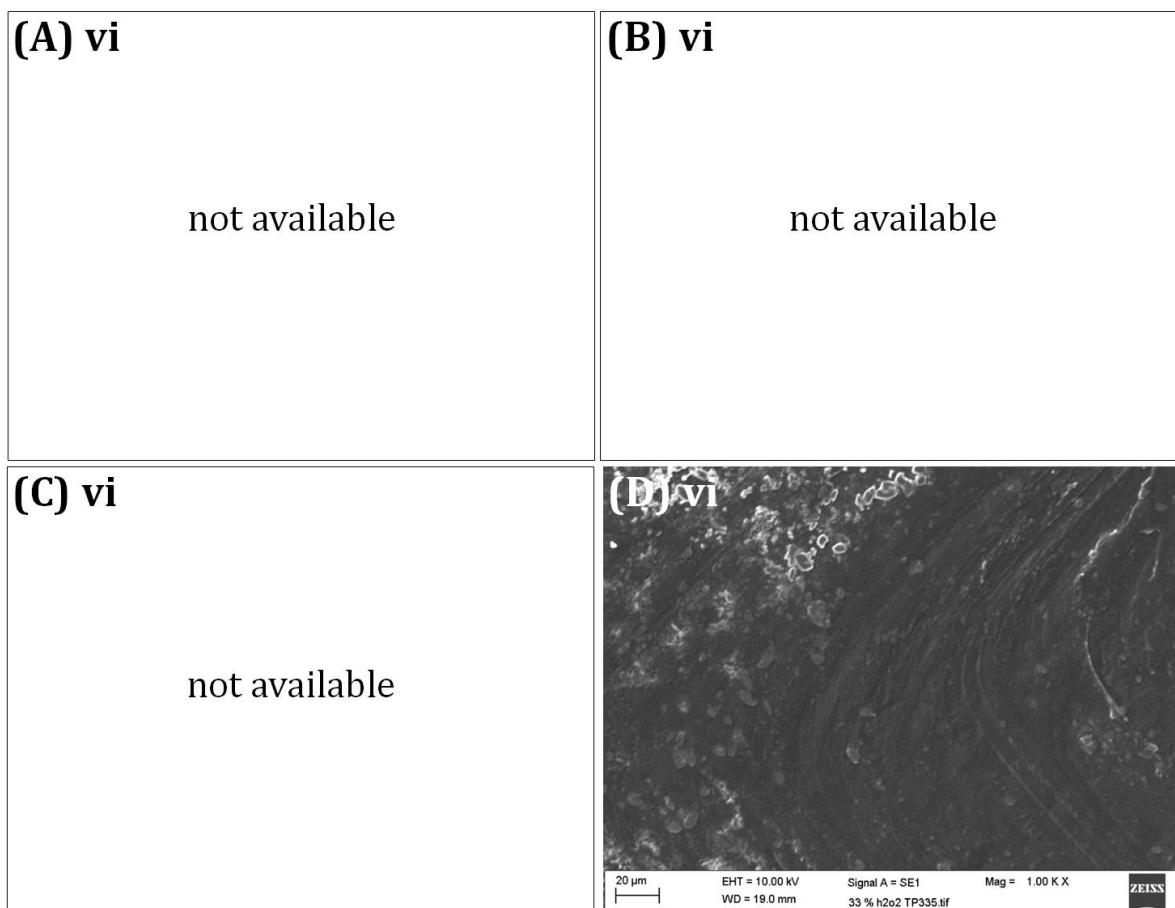 (A) vi
not available
(B) vi
not available
(C) vi
not available
(D) vi
20 µm
EHT = 10.00 kV
Signal A = SE1
Mag = 1.00 K X
WD = 19.0 mm
33 % h2o2 TP335.tif
ZEISS